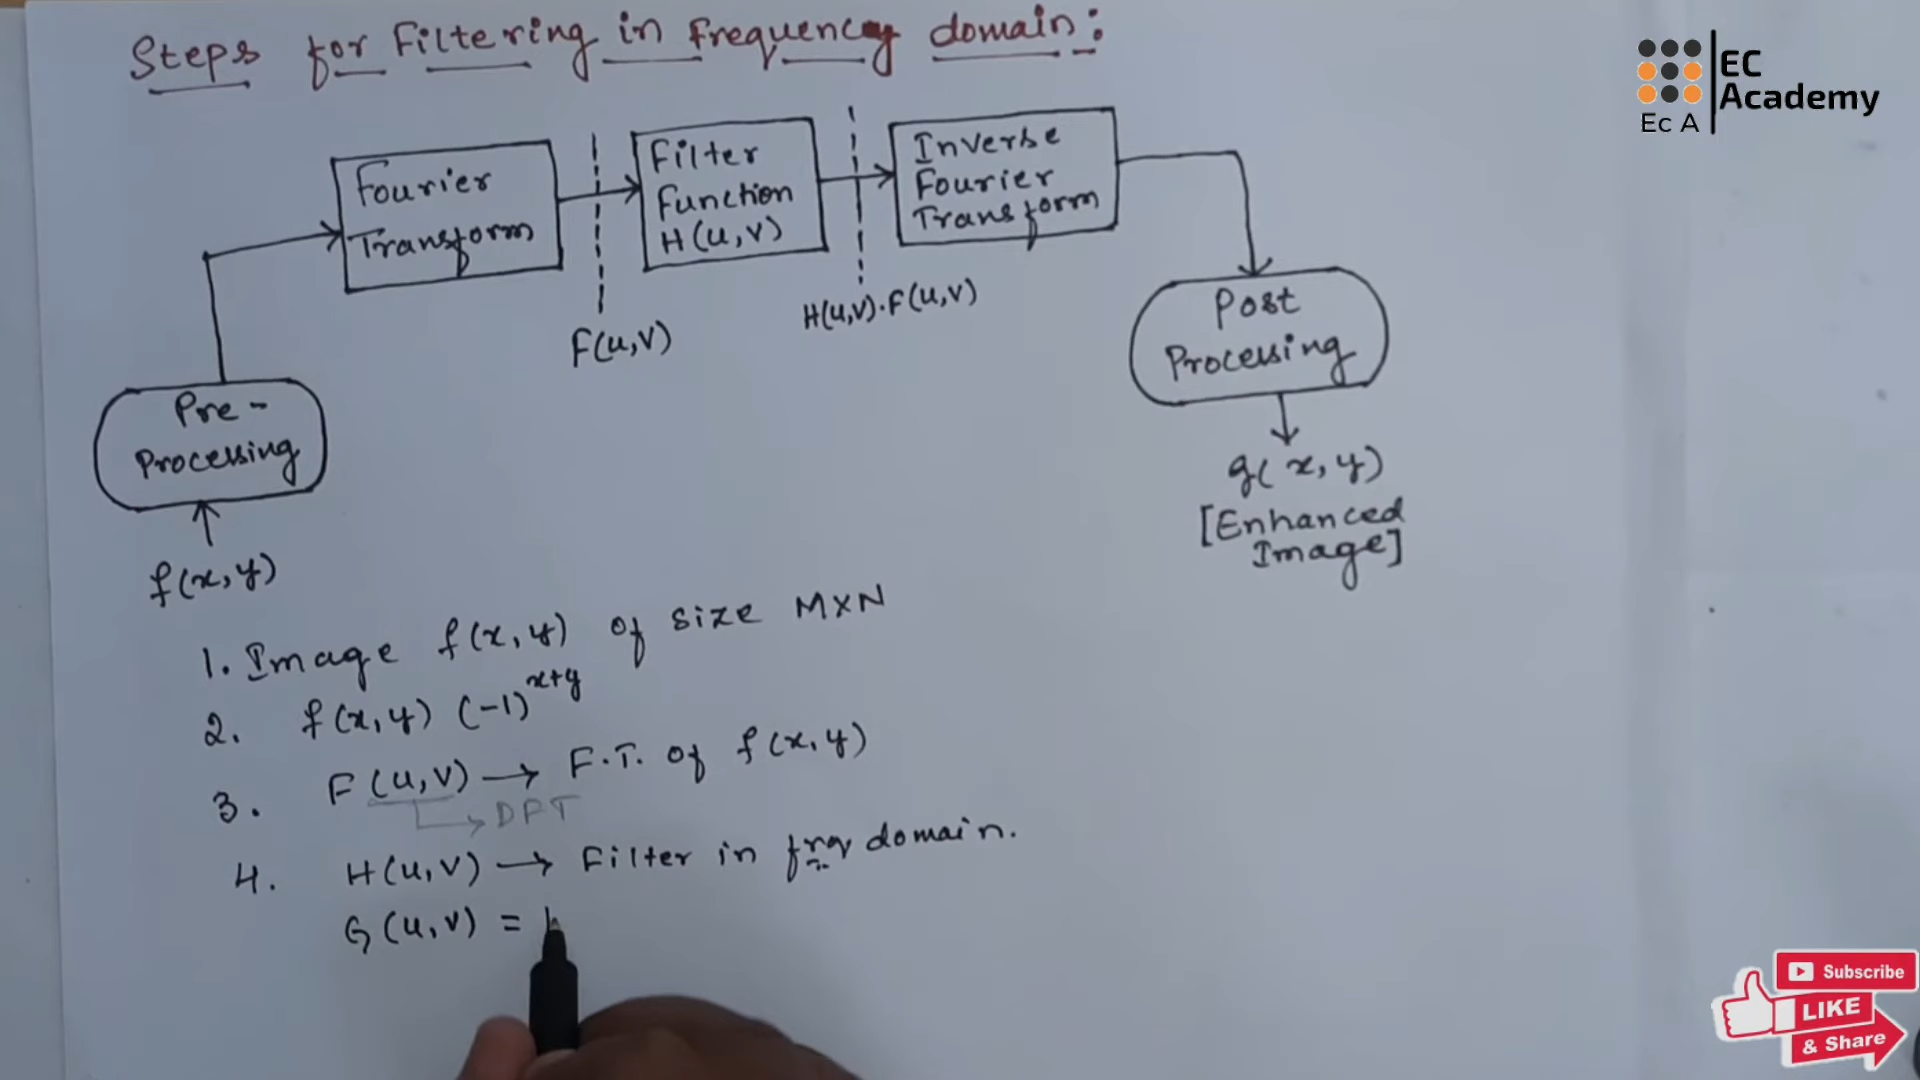 Steps for Filtering in frequency domain:
EC
Academy
Ec A
Fourier
Transform
Filter
Function
H(u,v)
Inverse
Fourier
Transform
F(u,v)
H(u,v).F(u,v)
Post
Processing
Pre-
Processing
f(x,y)
g(x,y)
[Enhanced
Image]
1. Image f(x,y) of size MXN
2. f(x,y) (-1)^x+y
3. F(u,v) → F.T. of f(x,y)
DFT
4. H(u,v) → Filter in frqy domain.
G(u,v) =
Subscribe
LIKE
& Share